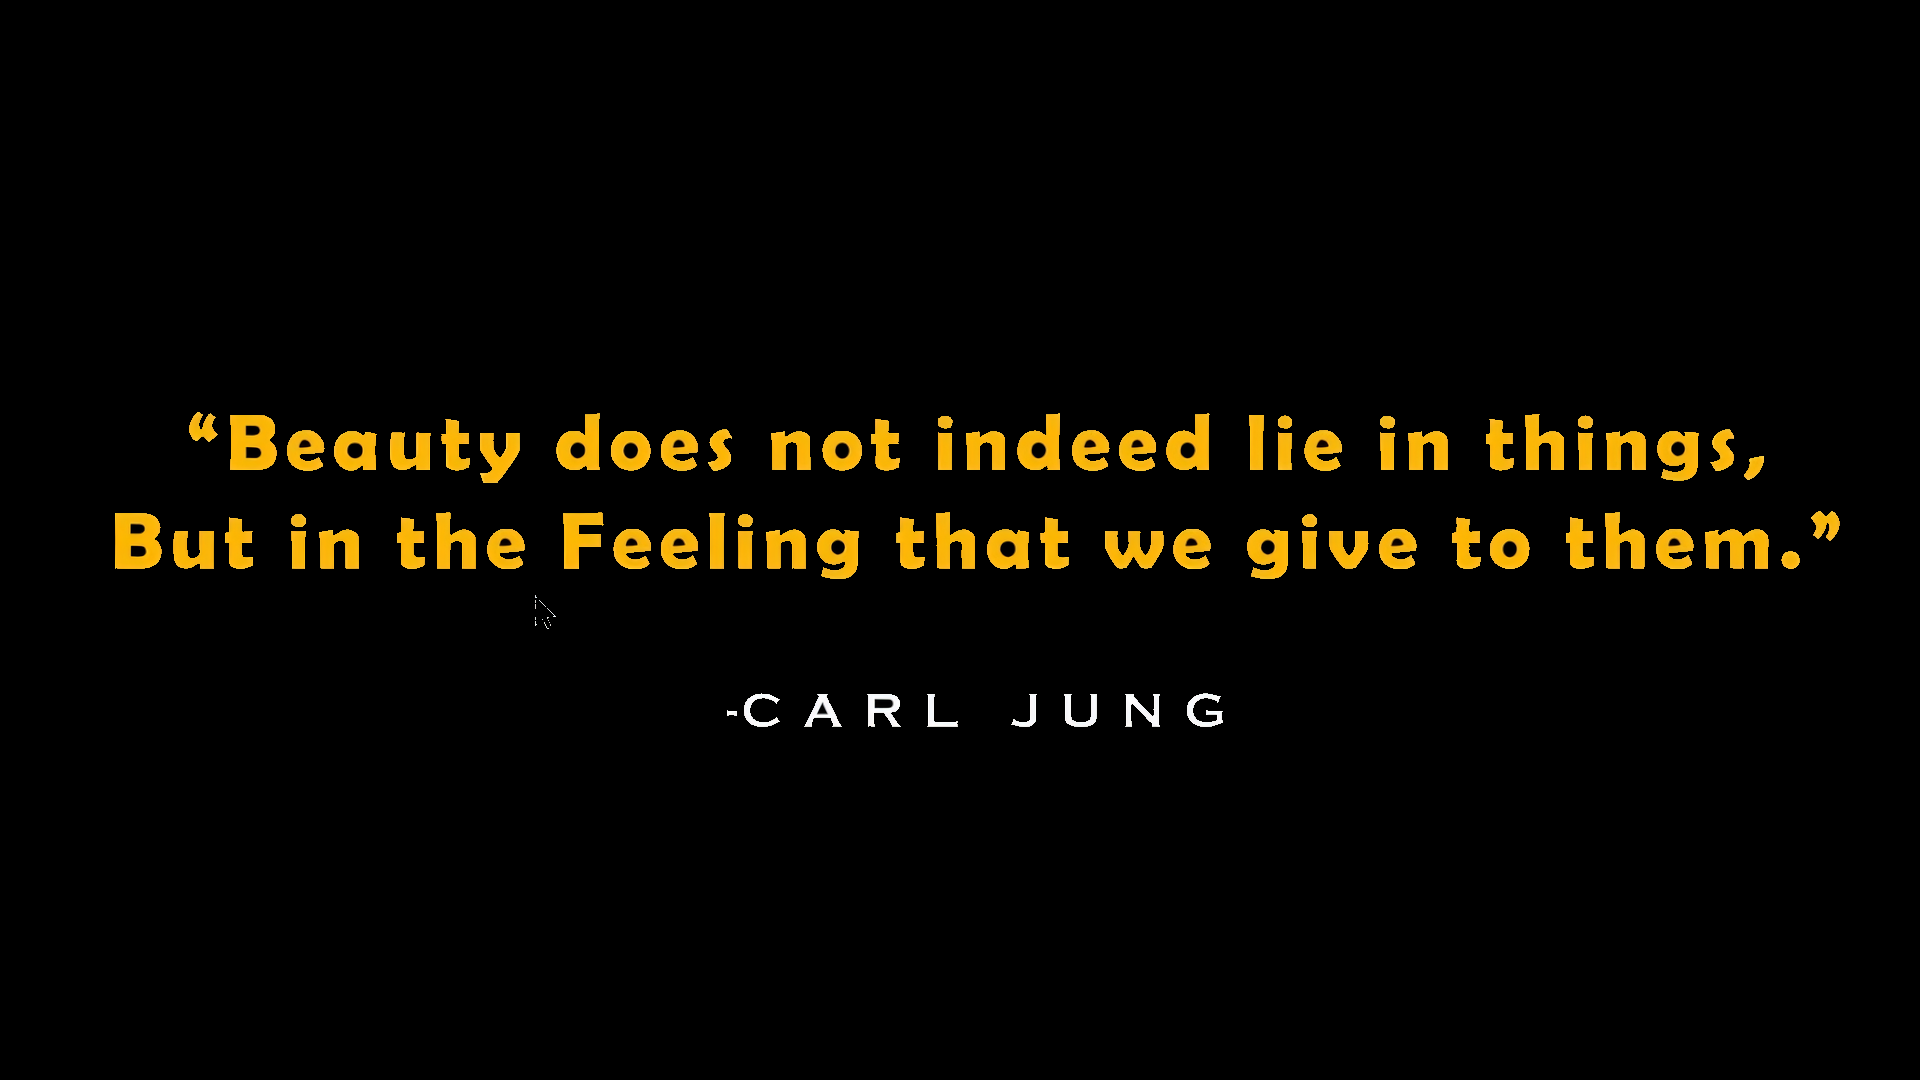 “Beauty does not indeed lie in things,
But in the Feeling that we give to them.”
-CARL JUNG